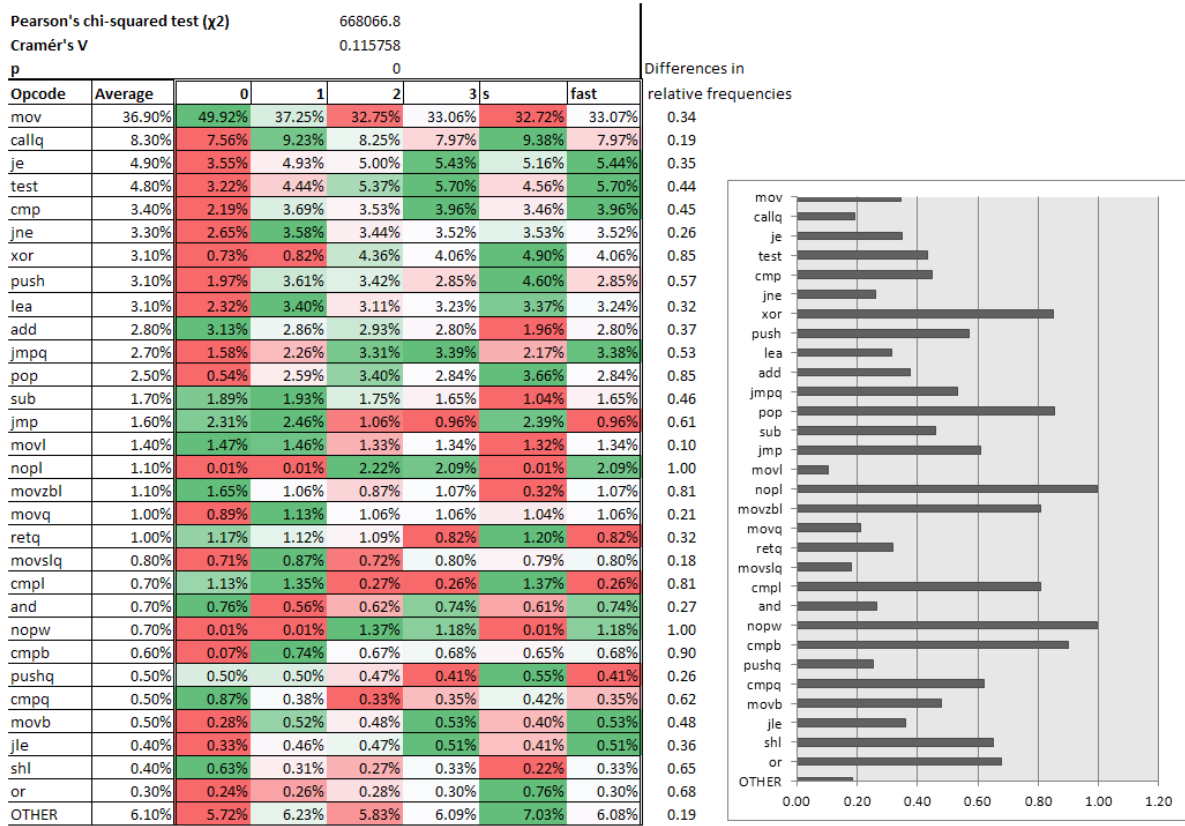 Pearson's chi-squared test (χ2) 668066.8
Cramér's V 0.115758
p 0 Differences in
Opcode Average 0 1 2 3 s fast relative frequencies
mov 36.90% 49.92% 37.25% 32.75% 33.06% 32.72% 33.07% 0.34
callq 8.30% 7.56% 9.23% 8.25% 7.97% 9.38% 7.97% 0.19
je 4.90% 3.55% 4.93% 5.00% 5.43% 5.16% 5.44% 0.35
test 4.80% 3.22% 4.44% 5.37% 5.70% 4.56% 5.70% 0.44
cmp 3.40% 2.19% 3.69% 3.53% 3.96% 3.46% 3.96% 0.45
jne 3.30% 2.65% 3.58% 3.44% 3.52% 3.53% 3.52% 0.26
xor 3.10% 0.73% 0.82% 4.36% 4.06% 4.90% 4.06% 0.85
push 3.10% 1.97% 3.61% 3.42% 2.85% 4.60% 2.85% 0.57
lea 3.10% 2.32% 3.40% 3.11% 3.23% 3.37% 3.24% 0.32
add 2.80% 3.13% 2.86% 2.93% 2.80% 1.96% 2.80% 0.37
jmpq 2.70% 1.58% 2.26% 3.31% 3.39% 2.17% 3.38% 0.53
pop 2.50% 0.54% 2.59% 3.40% 2.84% 3.66% 2.84% 0.85
sub 1.70% 1.89% 1.93% 1.75% 1.65% 1.04% 1.65% 0.46
jmp 1.60% 2.31% 2.46% 1.06% 0.96% 2.39% 0.96% 0.61
movl 1.40% 1.47% 1.46% 1.33% 1.34% 1.32% 1.34% 0.10
nopl 1.10% 0.01% 0.01% 2.22% 2.09% 0.01% 2.09% 1.00
movzbl 1.10% 1.65% 1.06% 0.87% 1.07% 0.32% 1.07% 0.81
movq 1.00% 0.89% 1.13% 1.06% 1.06% 1.04% 1.06% 0.21
retq 1.00% 1.17% 1.12% 1.09% 0.82% 1.20% 0.82% 0.32
movslq 0.80% 0.71% 0.87% 0.72% 0.80% 0.79% 0.80% 0.18
cmpl 0.70% 1.13% 1.35% 0.27% 0.26% 1.37% 0.26% 0.81
and 0.70% 0.76% 0.56% 0.62% 0.74% 0.61% 0.74% 0.27
nopw 0.70% 0.01% 0.01% 1.37% 1.18% 0.01% 1.18% 1.00
cmpb 0.60% 0.07% 0.74% 0.67% 0.68% 0.65% 0.68% 0.90
pushq 0.50% 0.50% 0.50% 0.47% 0.41% 0.55% 0.41% 0.26
cmpq 0.50% 0.87% 0.38% 0.33% 0.35% 0.42% 0.35% 0.62
movb 0.50% 0.28% 0.52% 0.48% 0.53% 0.40% 0.53% 0.48
jle 0.40% 0.33% 0.46% 0.47% 0.51% 0.41% 0.51% 0.36
shl 0.40% 0.63% 0.31% 0.27% 0.33% 0.22% 0.33% 0.65
or 0.30% 0.24% 0.26% 0.28% 0.30% 0.76% 0.30% 0.68
OTHER 6.10% 5.72% 6.23% 5.83% 6.09% 7.03% 6.08% 0.19
mov
callq
je
test
cmp
jne
xor
push
lea
add
jmpq
pop
sub
jmp
movl
nopl
movzbl
movq
retq
movslq
cmpl
and
nopw
cmpb
pushq
cmpq
movb
jle
shl
or
OTHER
0.00 0.20 0.40 0.60 0.80 1.00 1.20